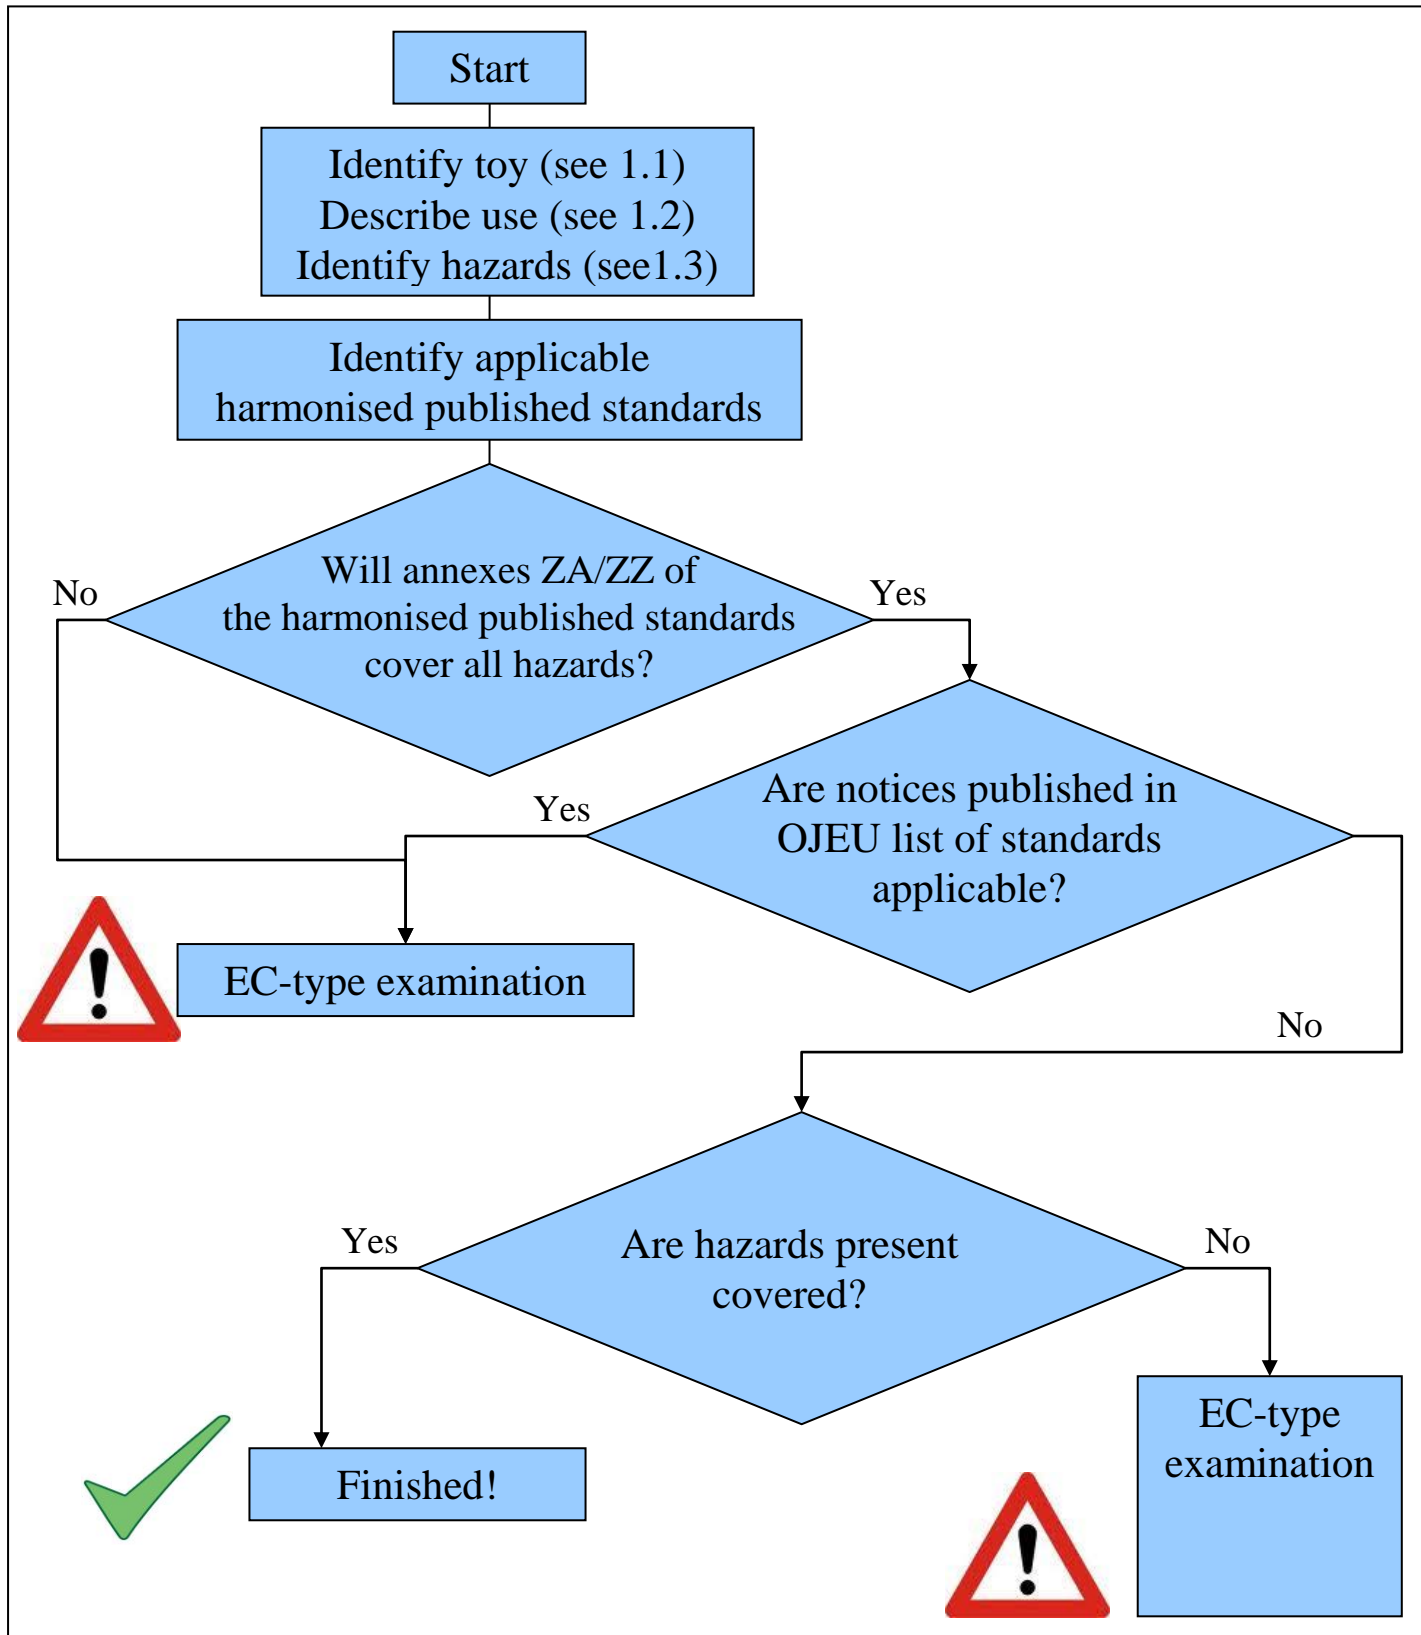 Start
Identify toy (see 1.1)
Describe use (see 1.2)
Identify hazards (see1.3)
Identify applicable
harmonised published standards
Will annexes ZA/ZZ of
the harmonised published standards
cover all hazards?
No
Yes
Are notices published in
OJEU list of standards
applicable?
Yes
EC-type examination
No
Are hazards present
covered?
Yes
No
Finished!
EC-type
examination